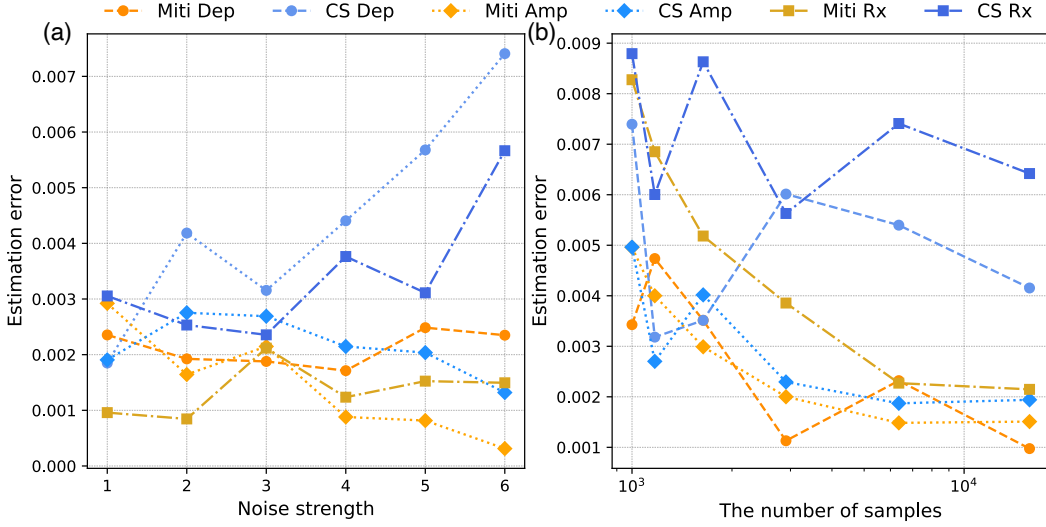 Miti Dep CS Dep Miti Amp CS Amp Miti Rx CS Rx
(a)
0.007
0.006
0.005
0.004
0.003
0.002
0.001
0.000
Estimation error
1 2 3 4 5 6
Noise strength
(b)
0.009
0.008
0.007
0.006
0.005
0.004
0.003
0.002
0.001
Estimation error
10³ 10⁴
The number of samples